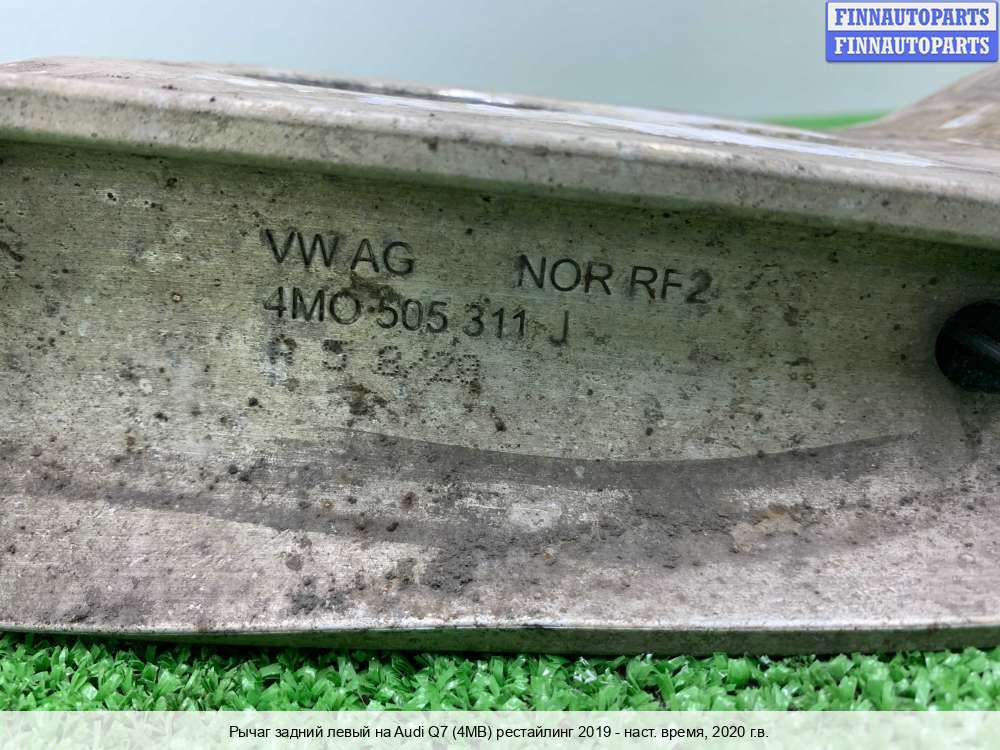 FINNAUTOPARTS
FINNAUTOPARTS
VW AG NOR RF2
4M0 505 311 J
Рычаг задний левый на Audi Q7 (4MB) рестайлинг 2019 - наст. время, 2020 г.в.